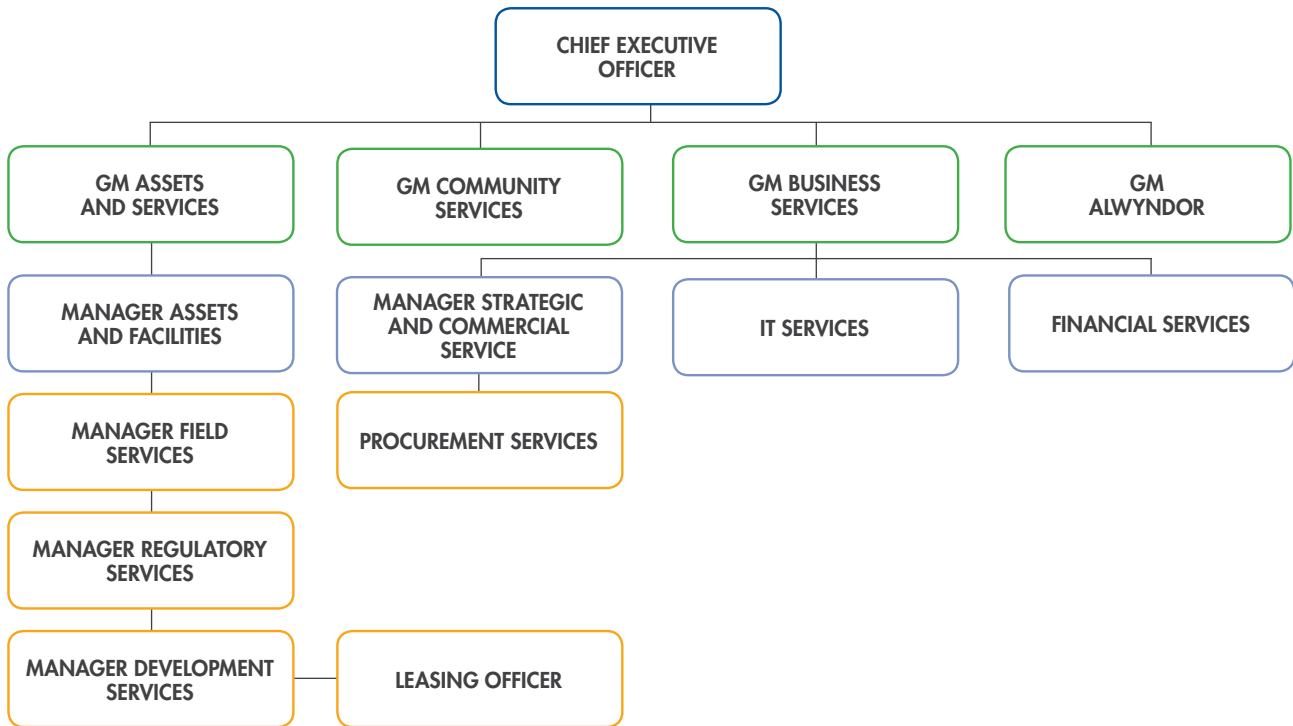 CHIEF EXECUTIVE
OFFICER
GM ASSETS
AND SERVICES
GM COMMUNITY
SERVICES
GM BUSINESS
SERVICES
GM
ALWYNDOR
MANAGER ASSETS
AND FACILITIES
MANAGER STRATEGIC
AND COMMERCIAL
SERVICE
IT SERVICES
FINANCIAL SERVICES
MANAGER FIELD
SERVICES
PROCUREMENT SERVICES
MANAGER REGULATORY
SERVICES
MANAGER DEVELOPMENT
SERVICES
LEASING OFFICER